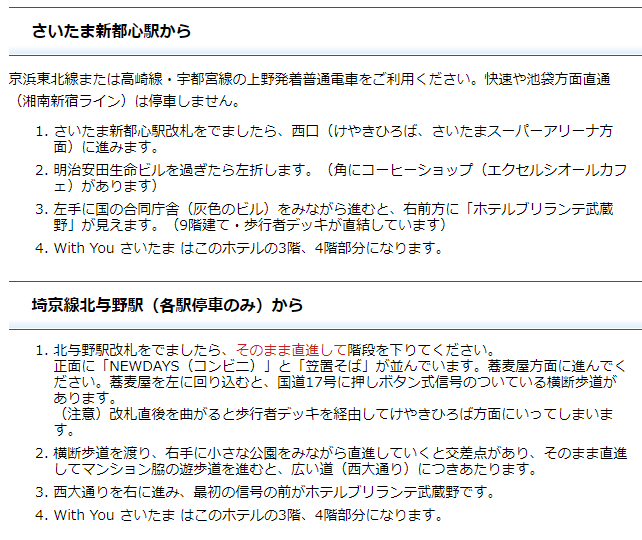 さいたま新都心駅から
京浜東北線または高崎線・宇都宮線の上野発着普通電車をご利用ください。快速や池袋方面直通
（湘南新宿ライン）は停車しません。
1. さいたま新都心駅改札をでましたら、西口（けやきひろば、さいたまスーパーアリーナ方
面）に進みます。
2. 明治安田生命ビルを過ぎたら左折します。（角にコーヒーショップ（エクセルシオールカフ
ェ）があります）
3. 左手に国の合同庁舎（灰色のビル）をみながら進むと、右前方に「ホテルブリランテ武蔵
野」が見えます。（9階建て・歩行者デッキが直結しています）
4. With You さいたま はこのホテルの3階、4階部分になります。
埼京線北与野駅（各駅停車のみ）から
1. 北与野駅改札をでましたら、そのまま直進して階段を下りてください。
正面に「NEWDAYS（コンビニ）」と「笠置そば」が並んでいます。蕎麦屋方面に進んでく
ださい。蕎麦屋を左に回り込むと、国道17号に押しボタン式信号のついている横断歩道が
あります。
（注意）改札直後を曲がると歩行者デッキを経由してけやきひろば方面にいってしまいま
す。
2. 横断歩道を渡り、右手に小さな公園をみながら直進していくと交差点があり、そのまま直進
してマンション脇の遊歩道を進むと、広い道（西大通り）につきあたります。
3. 西大通りを右に進み、最初の信号の前がホテルブリランテ武蔵野です。
4. With You さいたま はこのホテルの3階、4階部分になります。